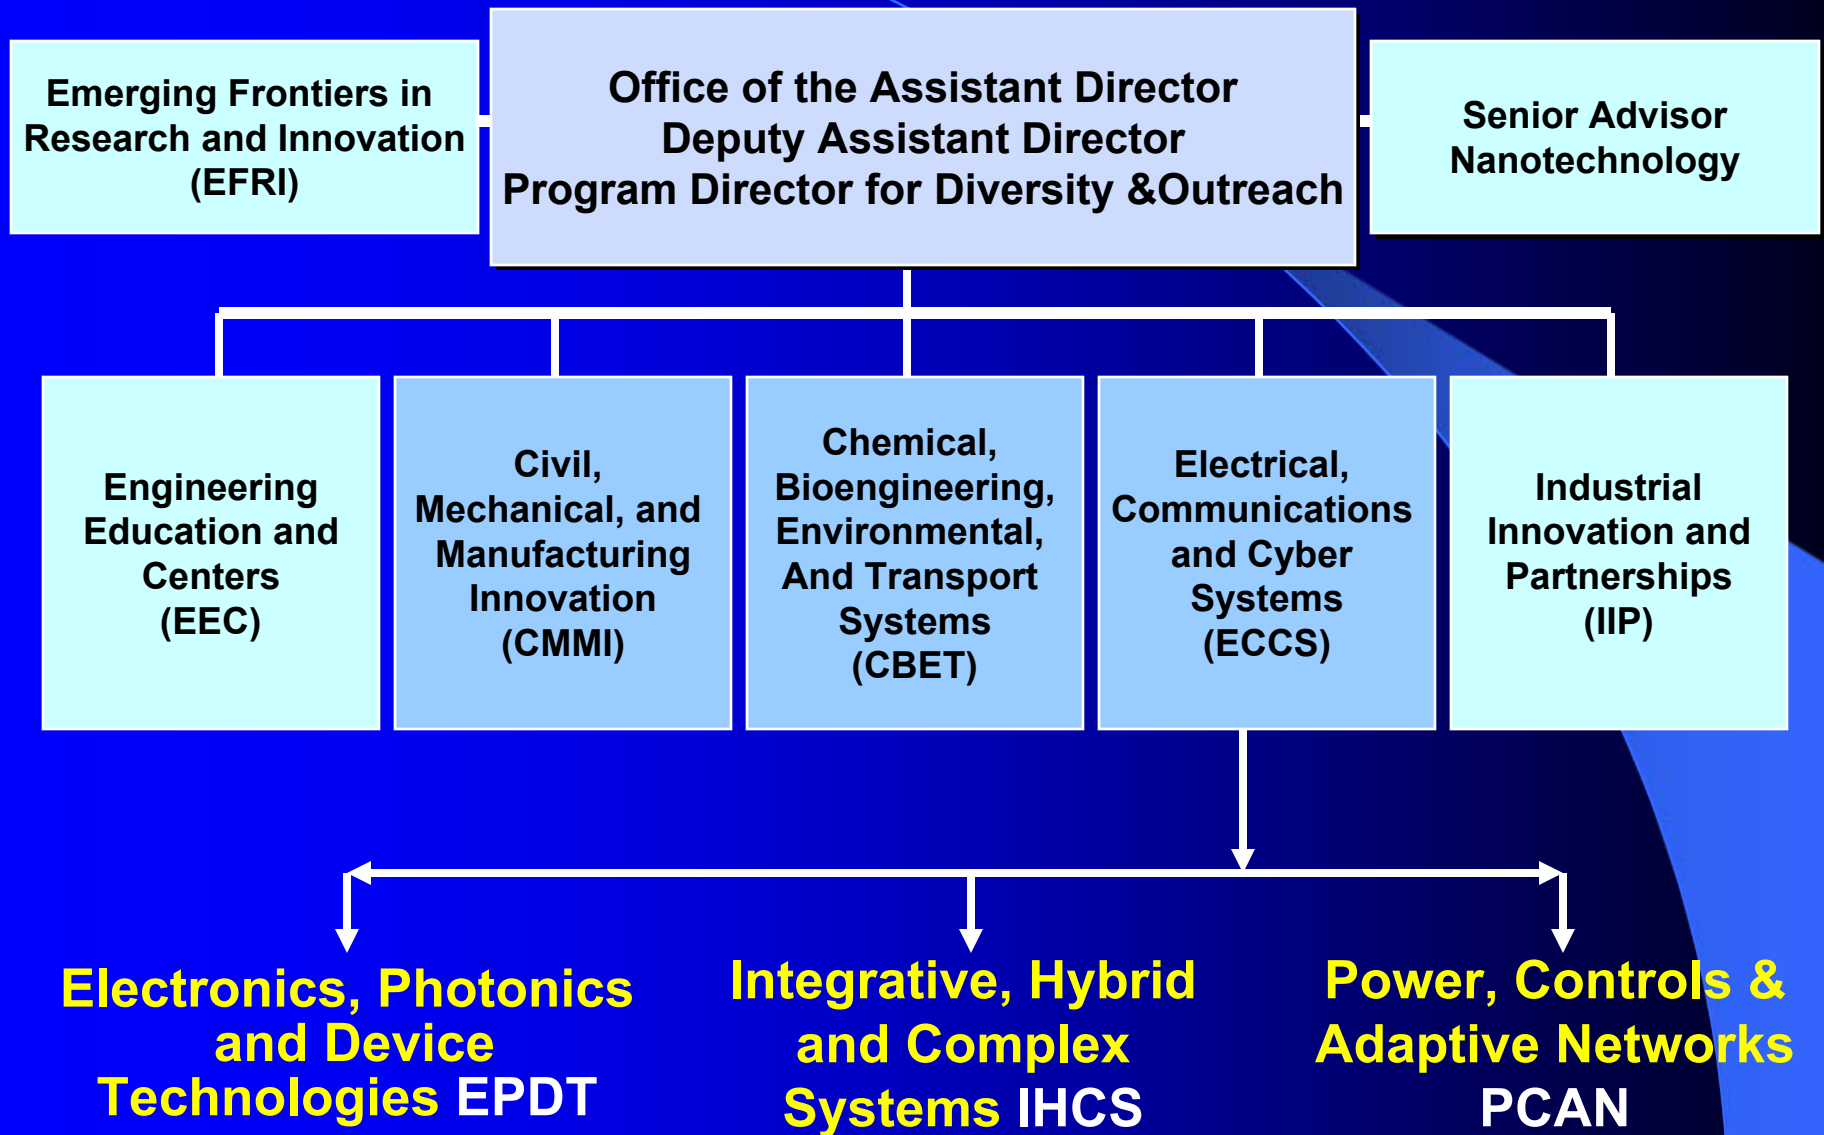 Emerging Frontiers in
Research and Innovation
(EFRI)
Office of the Assistant Director
Deputy Assistant Director
Program Director for Diversity &Outreach
Senior Advisor
Nanotechnology
Engineering
Education and
Centers
(EEC)
Civil,
Mechanical, and
Manufacturing
Innovation
(CMMI)
Chemical,
Bioengineering,
Environmental,
And Transport
Systems
(CBET)
Electrical,
Communications
and Cyber
Systems
(ECCS)
Industrial
Innovation and
Partnerships
(IIP)
Electronics, Photonics
and Device
Technologies EPDT
Integrative, Hybrid
and Complex
Systems IHCS
Power, Controls &
Adaptive Networks
PCAN